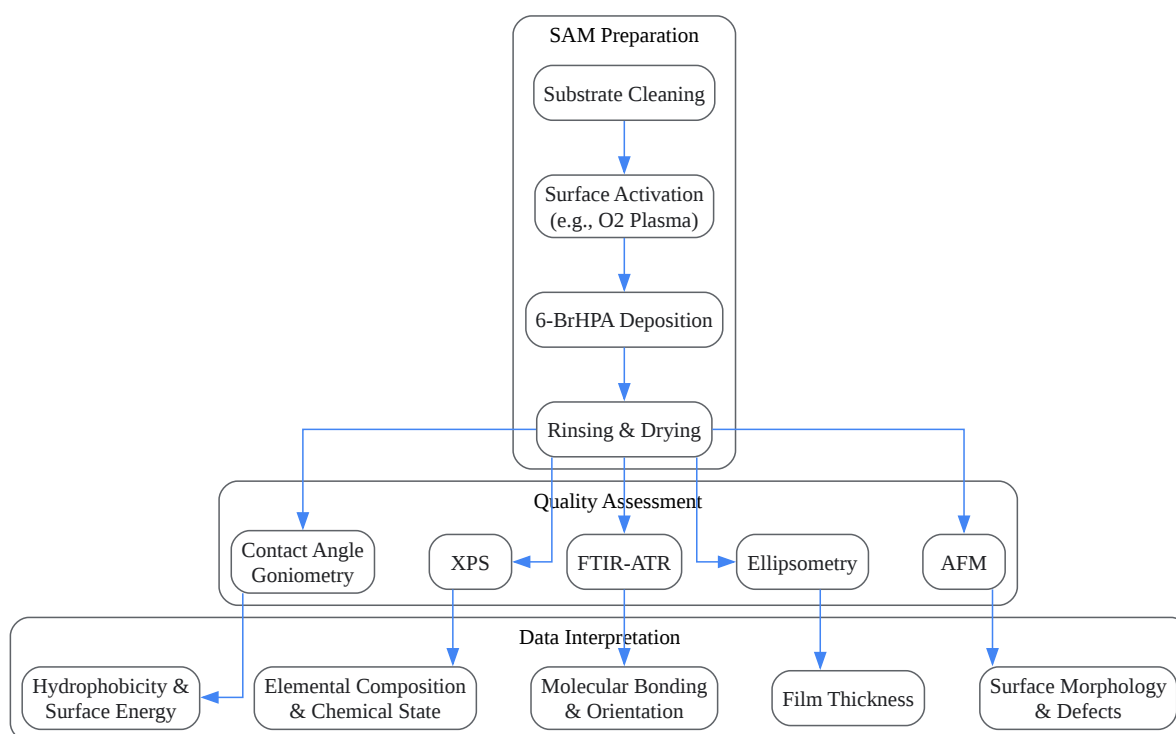 SAM Preparation
Substrate Cleaning
Surface Activation
(e.g., O2 Plasma)
6-BrHPA Deposition
Rinsing & Drying
Quality Assessment
Contact Angle
Goniometry
XPS
FTIR-ATR
Ellipsometry
AFM
Data Interpretation
Hydrophobicity &
Surface Energy
Elemental Composition
& Chemical State
Molecular Bonding
& Orientation
Film Thickness
Surface Morphology
& Defects